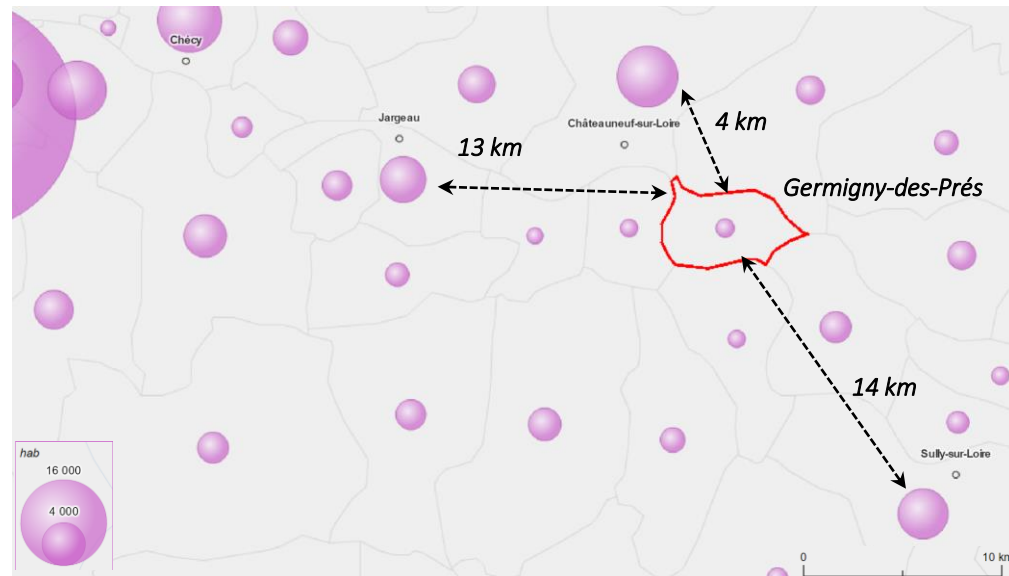 Chécy
Jargeau
Châteauneuf-sur-Loire
4 km
13 km
Germigny-des-Prés
14 km
Sully-sur-Loire
hab
16 000
4 000
0
10 km